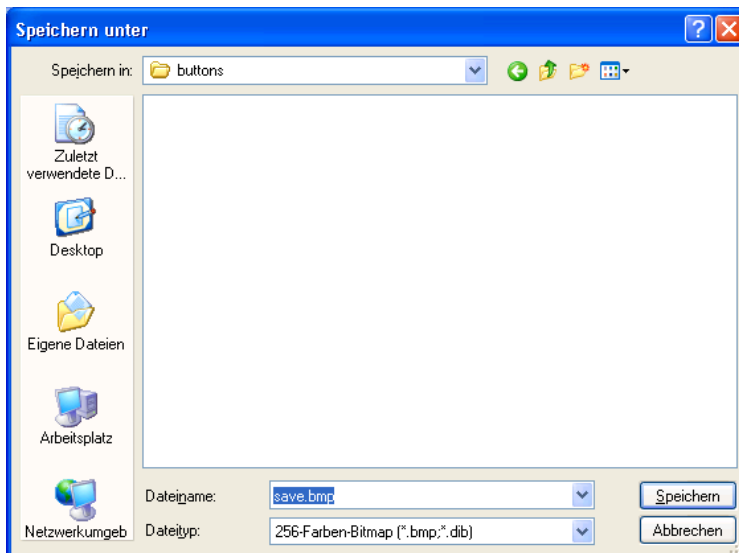 Speichern unter
Speichern in:
buttons
Zuletzt
verwendete D...
Desktop
Eigene Dateien
Arbeitsplatz
Netzwerkumgeb
Dateiname:
save.bmp
Speichern
Dateityp:
256-Farben-Bitmap (*.bmp;*.dib)
Abbrechen